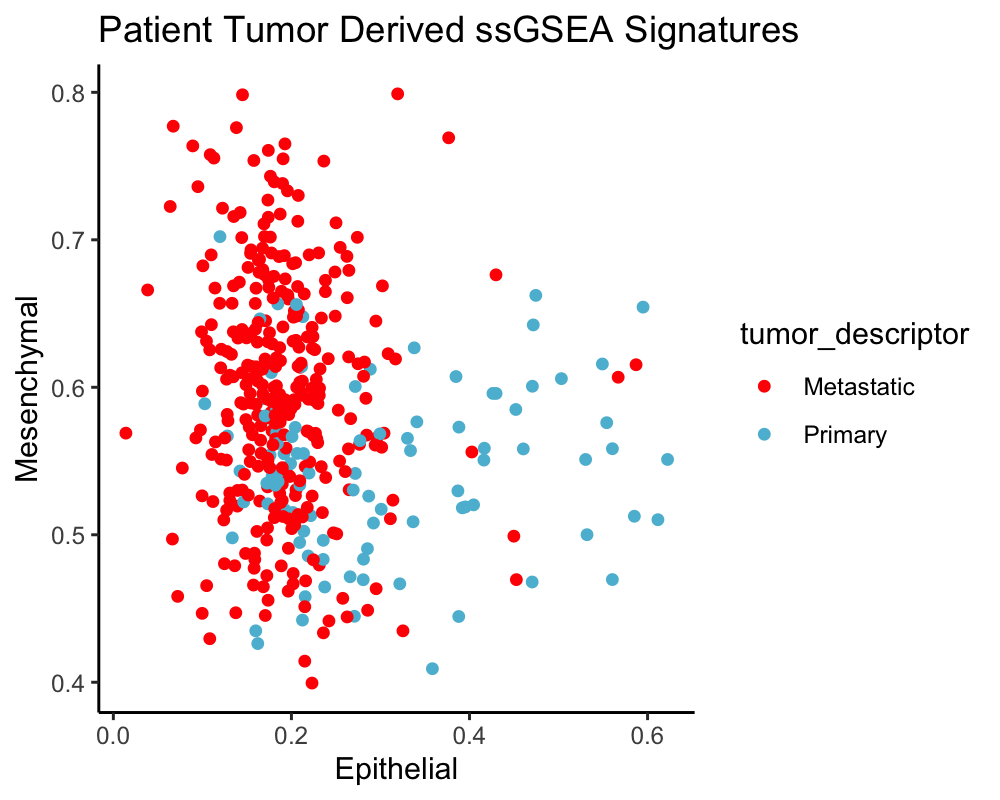 Patient Tumor Derived ssGSEA Signatures
0.8
0.7
0.6
0.5
0.4
Mesenchymal
0.0 0.2 0.4 0.6
Epithelial
tumor_descriptor
Metastatic
Primary